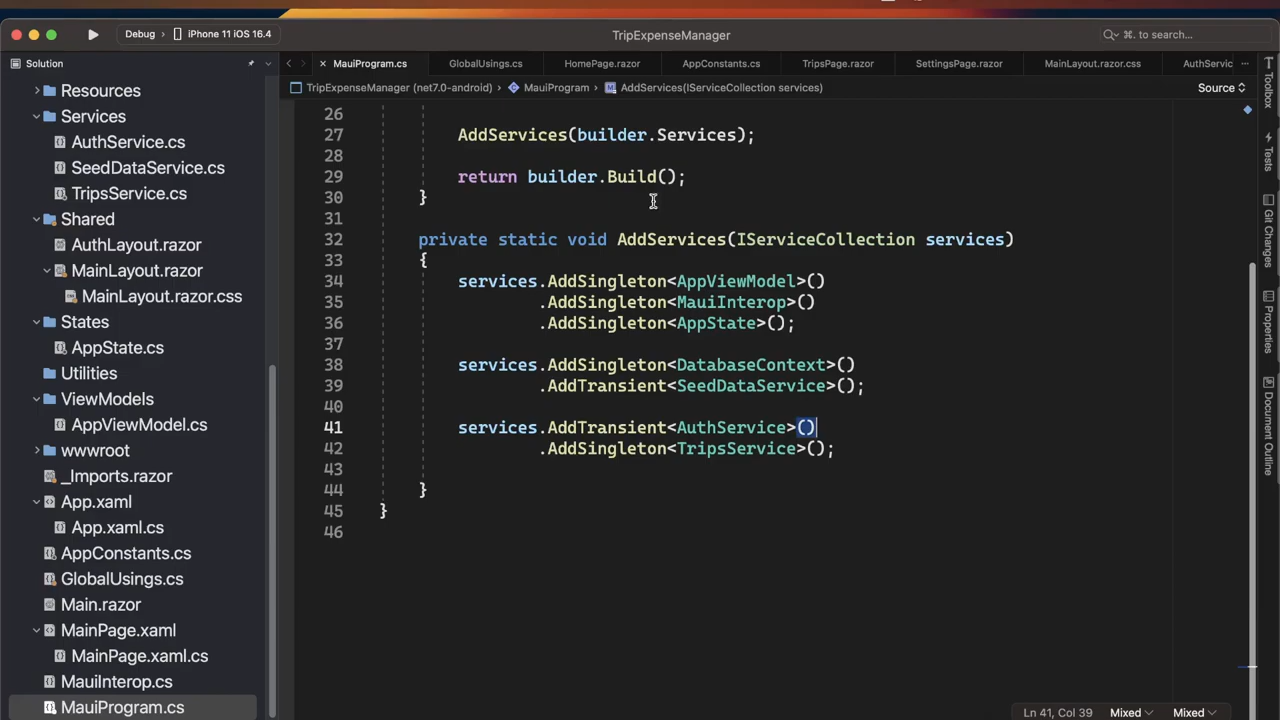 Debug
iPhone 11 iOS 16.4
TripExpenseManager
⌘. to search...
Solution
MauiProgram.cs
GlobalUsings.cs
HomePage.razor
AppConstants.cs
TripsPage.razor
SettingsPage.razor
MainLayout.razor.css
AuthServic
TripExpenseManager (net7.0-android)
MauiProgram
AddServices(IServiceCollection services)
Source
Resources
Services
AuthService.cs
SeedDataService.cs
TripsService.cs
Shared
AuthLayout.razor
MainLayout.razor
MainLayout.razor.css
States
AppState.cs
Utilities
ViewModels
AppViewModel.cs
wwwroot
_Imports.razor
App.xaml
App.xaml.cs
AppConstants.cs
GlobalUsings.cs
Main.razor
MainPage.xaml
MainPage.xaml.cs
MauiInterop.cs
MauiProgram.cs
26
27 AddServices(builder.Services);
28
29 return builder.Build();
30 }
31
32 private static void AddServices(IServiceCollection services)
33 {
34 services.AddSingleton<AppViewModel>()
35 .AddSingleton<MauiInterop>()
36 .AddSingleton<AppState>();
37
38 services.AddSingleton<DatabaseContext>()
39 .AddTransient<SeedDataService>();
40
41 services.AddTransient<AuthService>()
42 .AddSingleton<TripsService>();
43
44 }
45 }
46
Toolbox
Tests
Git Changes
Properties
Document Outline
Ln 41, Col 39
Mixed
Mixed